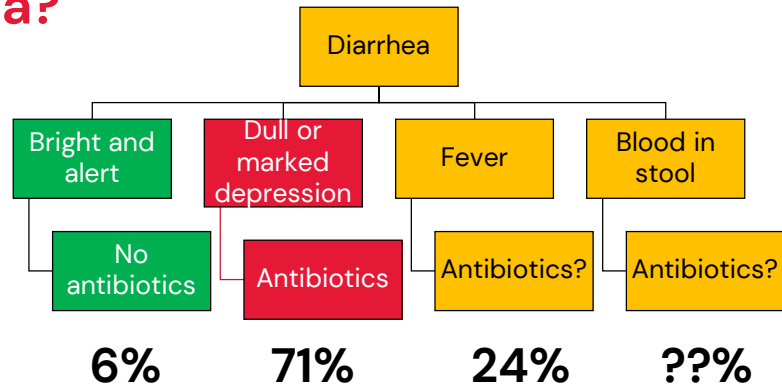 a?
Diarrhea
Bright and
alert
Dull or
marked
depression
Fever
Blood in
stool
No
antibiotics
Antibiotics
Antibiotics?
Antibiotics?
6%
71%
24%
??%